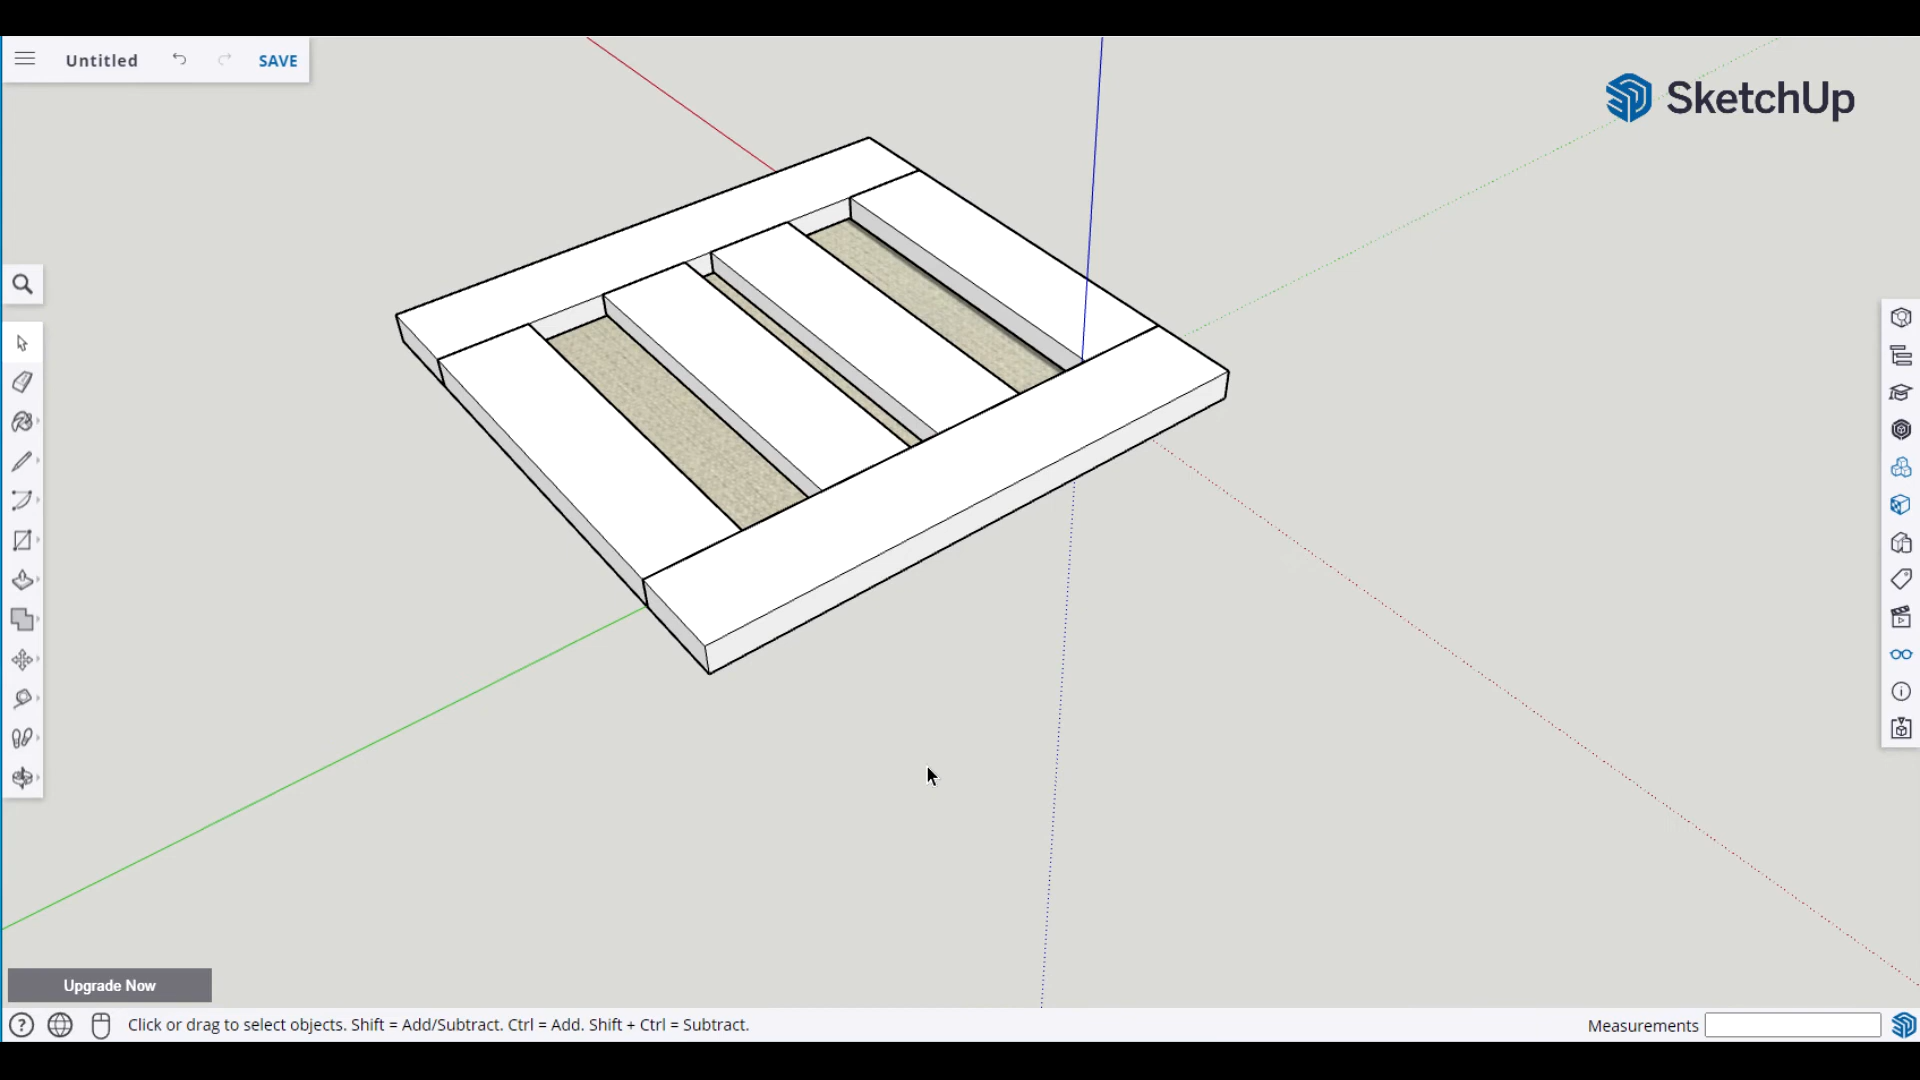 Untitled
SAVE
SketchUp
Upgrade Now
Click or drag to select objects. Shift = Add/Subtract. Ctrl = Add. Shift + Ctrl = Subtract.
Measurements